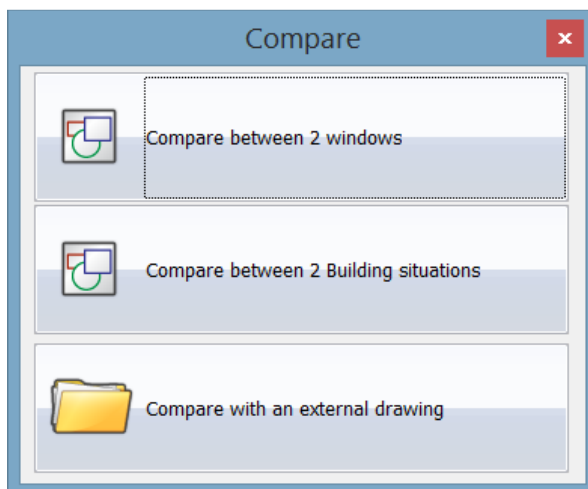 Compare
Compare between 2 windows
Compare between 2 Building situations
Compare with an external drawing